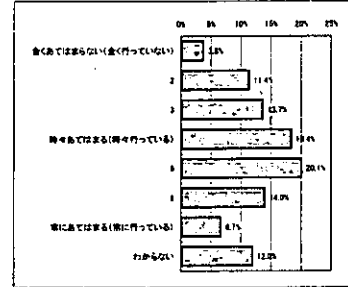 0% 5% 10% 15% 20% 25%
全くあてはまらない(全く行っていない) 3.8%
2 11.4%
3 13.7%
時々あてはまる(時々行っている) 18.4%
5 20.1%
6 14.0%
常にあてはまる(常に行っている) 6.7%
わからない 12.0%